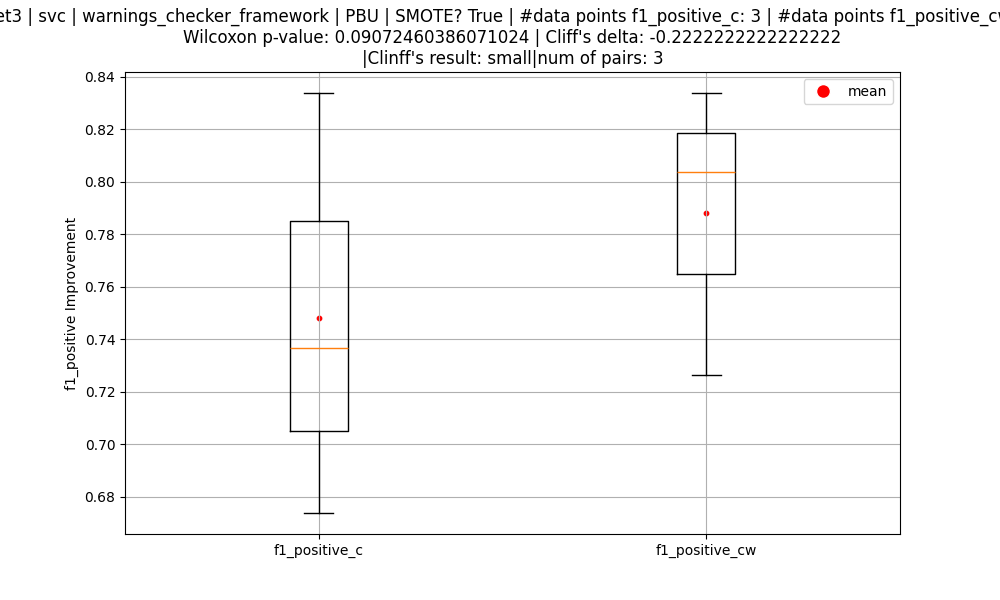 et3 | svc | warnings_checker_framework | PBU | SMOTE? True | #data points f1_positive_c: 3 | #data points f1_positive_cw
Wilcoxon p-value: 0.09072460386071024 | Cliff's delta: -0.2222222222222222
|Clinff's result: small|num of pairs: 3
mean
0.84
0.82
0.80
0.78
0.76
0.74
0.72
0.70
0.68
f1_positive Improvement
f1_positive_c
f1_positive_cw